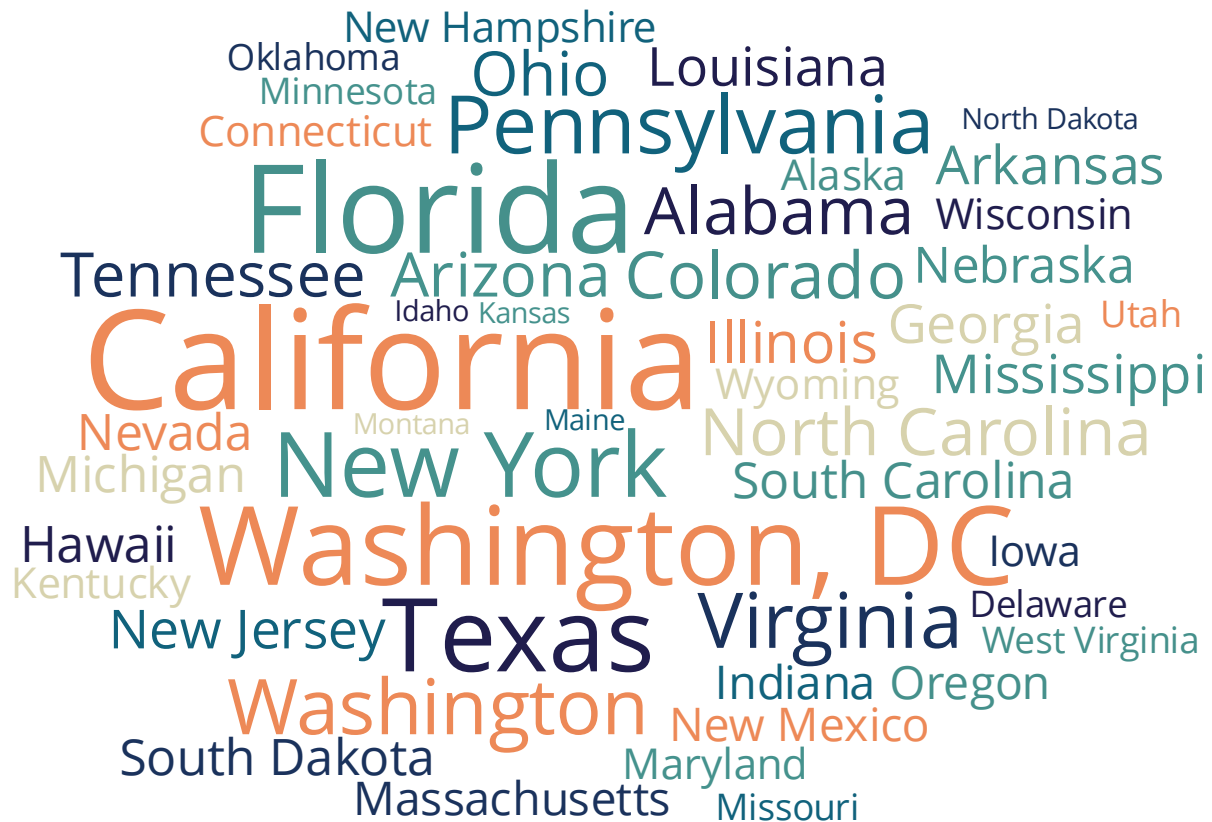 New Hampshire
Oklahoma
Ohio
Louisiana
Minnesota
Pennsylvania
North Dakota
Connecticut
Florida
Alaska
Arkansas
Alabama
Wisconsin
Tennessee
Arizona
Colorado
Nebraska
California
Idaho
Kansas
Illinois
Georgia
Utah
Wyoming
Mississippi
Nevada
Montana
Maine
North Carolina
Michigan
New York
South Carolina
Hawaii
Washington, DC
Iowa
Kentucky
New Jersey
Texas
Virginia
Delaware
West Virginia
Indiana
Oregon
Washington
New Mexico
South Dakota
Maryland
Massachusetts
Missouri